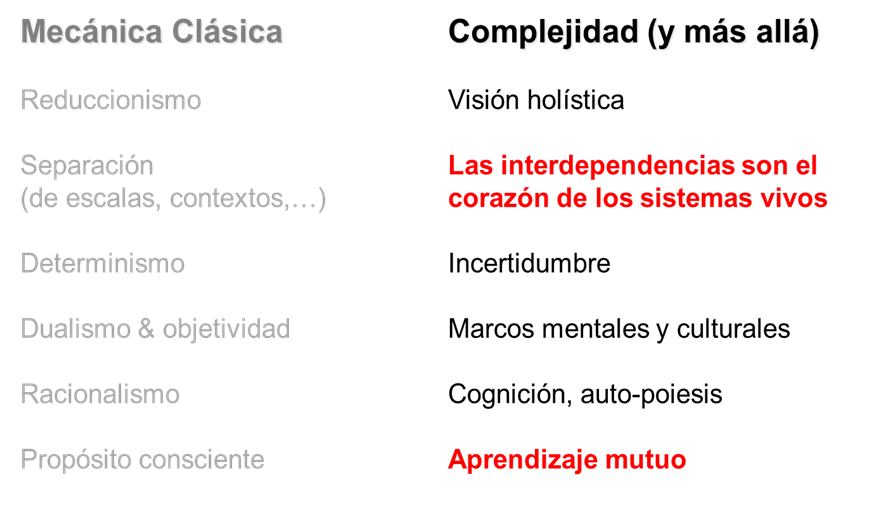 Mecánica Clásica
Complejidad (y más allá)
Reduccionismo
Visión holística
Separación
(de escalas, contextos,…)
Las interdependencias son el
corazón de los sistemas vivos
Determinismo
Incertidumbre
Dualismo & objetividad
Marcos mentales y culturales
Racionalismo
Cognición, auto-poiesis
Propósito consciente
Aprendizaje mutuo